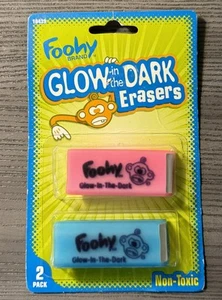 Foohy
BRAND
GLOW in the DARK
Erasers
Foohy
Glow-In-The-Dark
Foohy
Glow-In-The-Dark
2
PACK
Non-Toxic